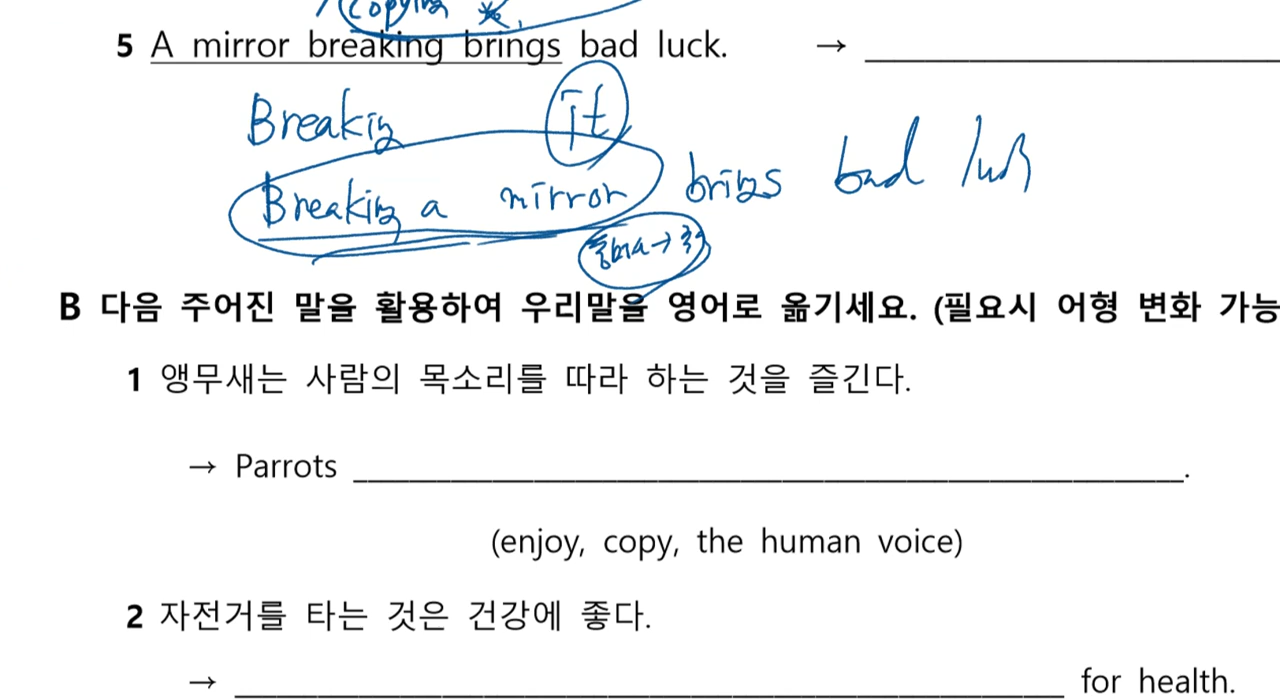 copying
5 A mirror breaking brings bad luck. → ____________________
Breaking it
Breaking a mirror brings bad luck
B 다음 주어진 말을 활용하여 우리말을 영어로 옮기세요. (필요시 어형 변화 가능
1 앵무새는 사람의 목소리를 따라 하는 것을 즐긴다.
→ Parrots ________________________________________.
(enjoy, copy, the human voice)
2 자전거를 타는 것은 건강에 좋다.
→ ________________________________________ for health.